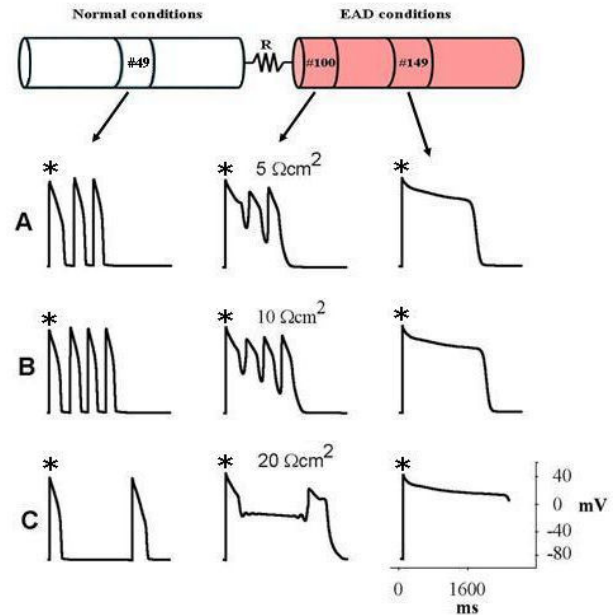 Normal conditions EAD conditions
R
#49 #100 #149
* * *
5 Ωcm²
A
* * *
10 Ωcm²
B
* * *
20 Ωcm²
C
40
0
-40
-80
mV
0 1600
ms